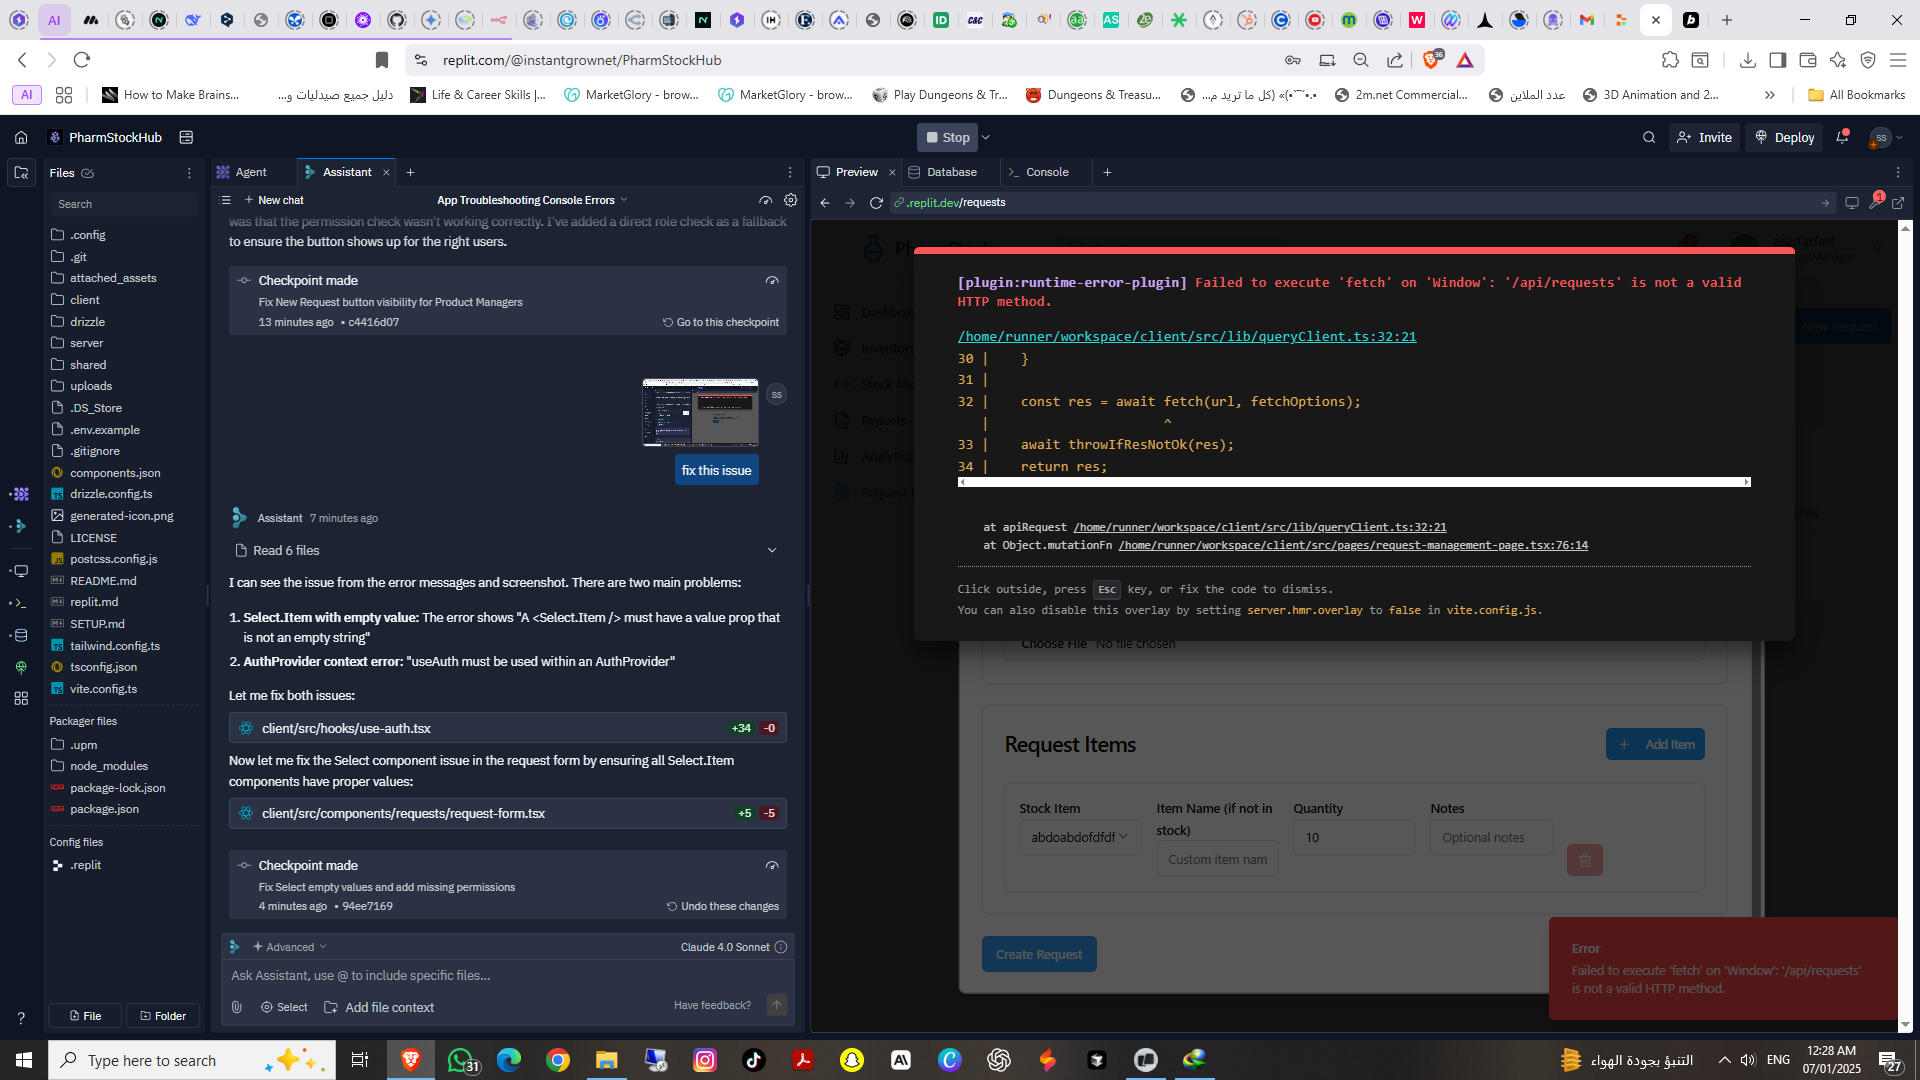 replit.com/@instantgrownet/PharmStockHub
36
AI
How to Make Brains...
دليل جميع صيدليات و...
Life & Career Skills |...
MarketGlory - brow...
MarketGlory - brow...
Play Dungeons & Tr...
Dungeons & Treasu...
2m.net Commercial...
عدد الملاين
3D Animation and 2...
All Bookmarks
PharmStockHub
Stop
Invite
Deploy
SS
Files
Search
.config
.git
attached_assets
client
drizzle
server
shared
uploads
.DS_Store
.env.example
.gitignore
components.json
drizzle.config.ts
generated-icon.png
LICENSE
postcss.config.js
README.md
replit.md
SETUP.md
tailwind.config.ts
tsconfig.json
vite.config.ts
Packager files
.upm
node_modules
package-lock.json
package.json
Config files
.replit
File
Folder
Agent
Assistant
New chat
App Troubleshooting Console Errors
was that the permission check wasn't working correctly. I've added a direct role check as a fallback
to ensure the button shows up for the right users.
Checkpoint made
Fix New Request button visibility for Product Managers
13 minutes ago • c4416d07
Go to this checkpoint
SS
fix this issue
Assistant 7 minutes ago
Read 6 files
I can see the issue from the error messages and screenshot. There are two main problems:
1. Select.Item with empty value: The error shows "A <Select.Item /> must have a value prop that
is not an empty string"
2. AuthProvider context error: "useAuth must be used within an AuthProvider"
Let me fix both issues:
client/src/hooks/use-auth.tsx
+34 -0
Now let me fix the Select component issue in the request form by ensuring all Select.Item
components have proper values:
client/src/components/requests/request-form.tsx
+5 -5
Checkpoint made
Fix Select empty values and add missing permissions
4 minutes ago • 94ee7169
Undo these changes
Advanced
Claude 4.0 Sonnet
Ask Assistant, use @ to include specific files...
Select
Add file context
Have feedback?
Preview
Database
Console
.replit.dev/requests
1
[plugin:runtime-error-plugin] Failed to execute 'fetch' on 'Window': '/api/requests' is not a valid
HTTP method.
/home/runner/workspace/client/src/lib/queryClient.ts:32:21
30 | }
31 |
32 | const res = await fetch(url, fetchOptions);
| ^
33 | await throwIfResNotOk(res);
34 | return res;
at apiRequest /home/runner/workspace/client/src/lib/queryClient.ts:32:21
at Object.mutationFn /home/runner/workspace/client/src/pages/request-management-page.tsx:76:14
Click outside, press Esc key, or fix the code to dismiss.
You can also disable this overlay by setting server.hmr.overlay to false in vite.config.js.
New Request
Reports
Choose File No file chosen
Request Items
Add Item
Stock Item
Item Name (if not in
stock)
Quantity
Notes
abdoabdofdfdf
Custom item nam
10
Optional notes
Create Request
Error
Failed to execute 'fetch' on 'Window': '/api/requests'
is not a valid HTTP method.
Type here to search
31
التنبؤ بجودة الهواء
ENG
12:28 AM
07/01/2025
27